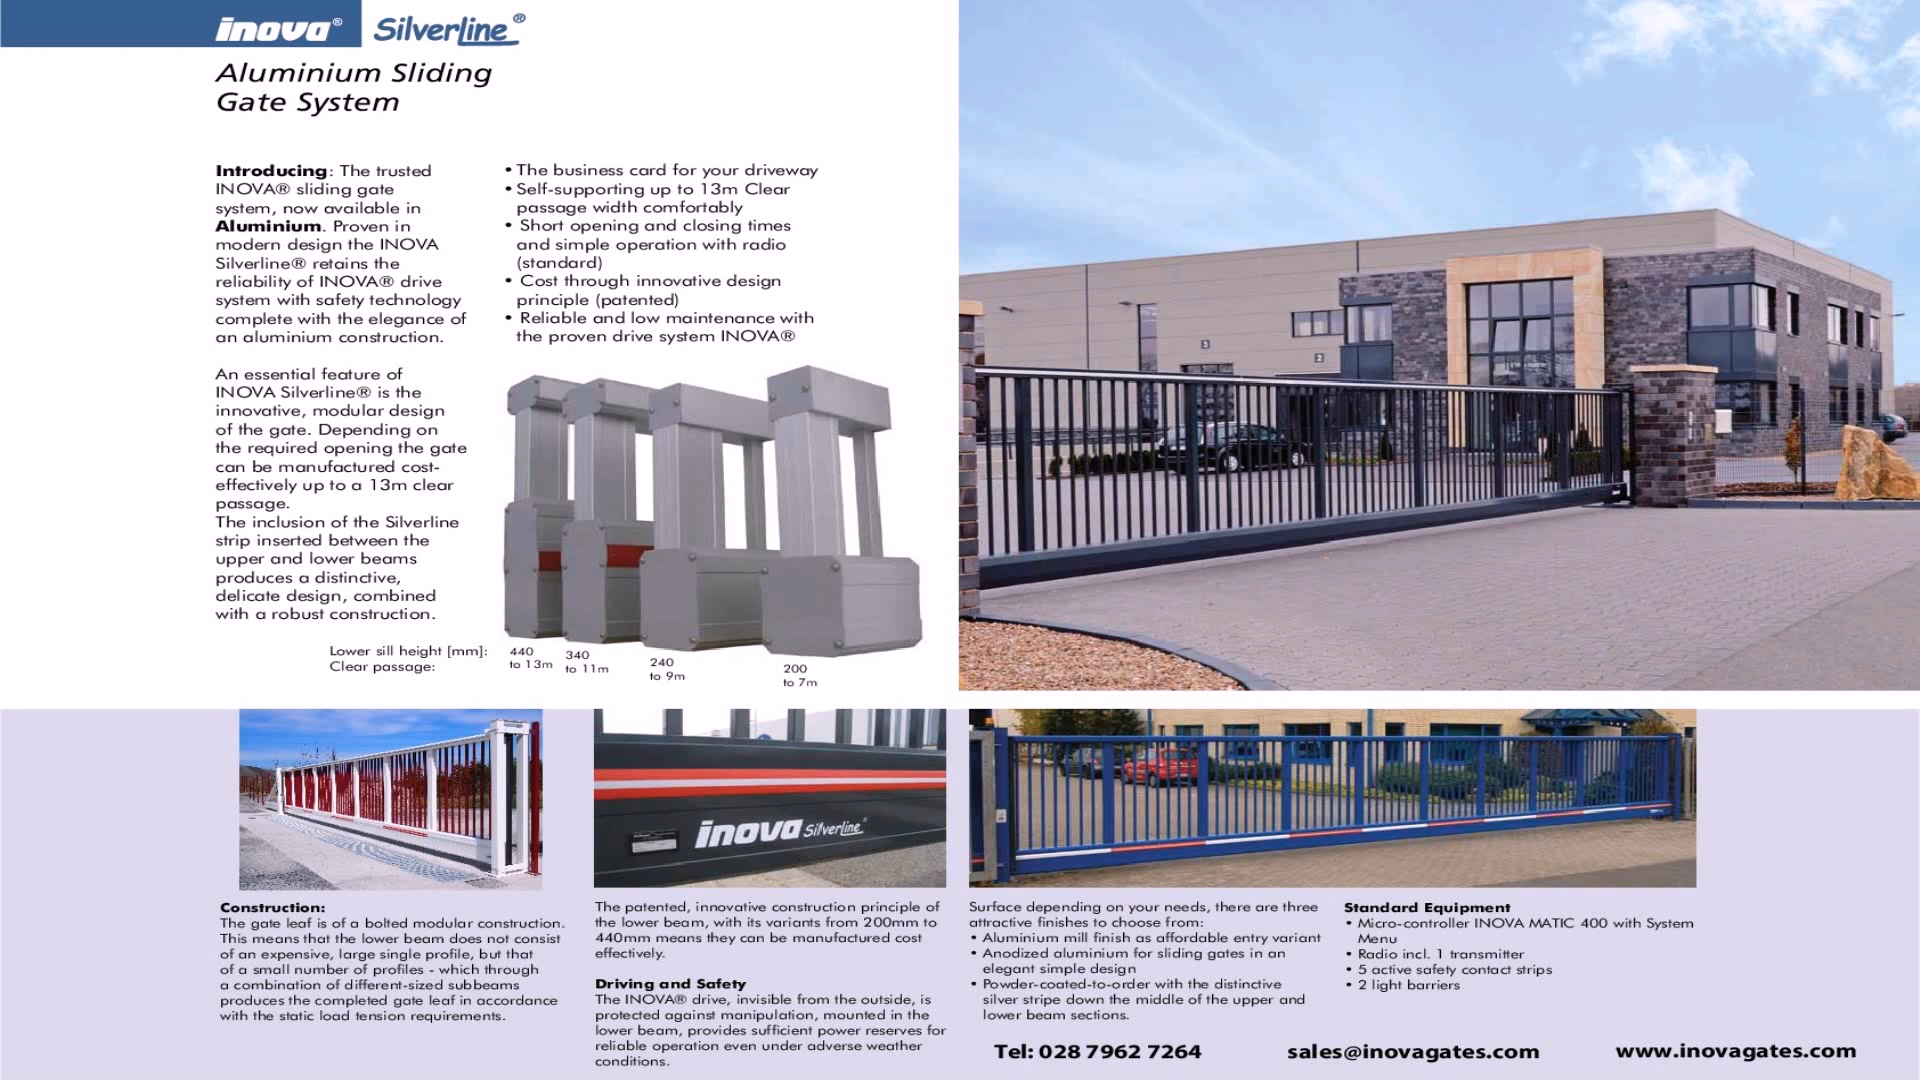 inova® Silverline®
Aluminium Sliding
Gate System
Introducing: The trusted
INOVA® sliding gate
system, now available in
Aluminium. Proven in
modern design the INOVA
Silverline® retains the
reliability of INOVA® drive
system with safety technology
complete with the elegance of
an aluminium construction.
An essential feature of
INOVA Silverline® is the
innovative, modular design
of the gate. Depending on
the required opening the gate
can be manufactured cost-
effectively up to a 13m clear
passage.
The inclusion of the Silverline
strip inserted between the
upper and lower beams
produces a distinctive,
delicate design, combined
with a robust construction.
• The business card for your driveway
• Self-supporting up to 13m Clear
passage width comfortably
• Short opening and closing times
and simple operation with radio
(standard)
• Cost through innovative design
principle (patented)
• Reliable and low maintenance with
the proven drive system INOVA®
Lower sill height [mm]:
Clear passage:
440
to 13m
340
to 11m
240
to 9m
200
to 7m
3
2
inova Silverline®
Construction:
The gate leaf is of a bolted modular construction.
This means that the lower beam does not consist
of an expensive, large single profile, but that
of a small number of profiles - which through
a combination of different-sized subbeams
produces the completed gate leaf in accordance
with the static load tension requirements.
The patented, innovative construction principle of
the lower beam, with its variants from 200mm to
440mm means they can be manufactured cost
effectively.
Driving and Safety
The INOVA® drive, invisible from the outside, is
protected against manipulation, mounted in the
lower beam, provides sufficient power reserves for
reliable operation even under adverse weather
conditions.
Surface depending on your needs, there are three
attractive finishes to choose from:
• Aluminium mill finish as affordable entry variant
• Anodized aluminium for sliding gates in an
elegant simple design
• Powder-coated-to-order with the distinctive
silver stripe down the middle of the upper and
lower beam sections.
Standard Equipment
• Micro-controller INOVA MATIC 400 with System
Menu
• Radio incl. 1 transmitter
• 5 active safety contact strips
• 2 light barriers
Tel: 028 7962 7264
sales@inovagates.com
www.inovagates.com